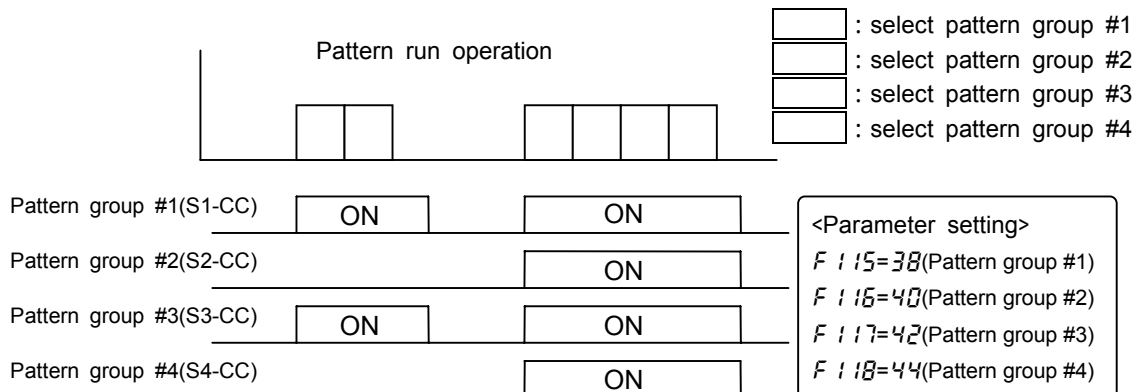 Pattern run operation
: select pattern group #1
: select pattern group #2
: select pattern group #3
: select pattern group #4
Pattern group #1(S1-CC)
ON
ON
Pattern group #2(S2-CC)
ON
Pattern group #3(S3-CC)
ON
ON
Pattern group #4(S4-CC)
ON
<Parameter setting>
F115=38(Pattern group #1)
F116=40(Pattern group #2)
F117=42(Pattern group #3)
F118=44(Pattern group #4)